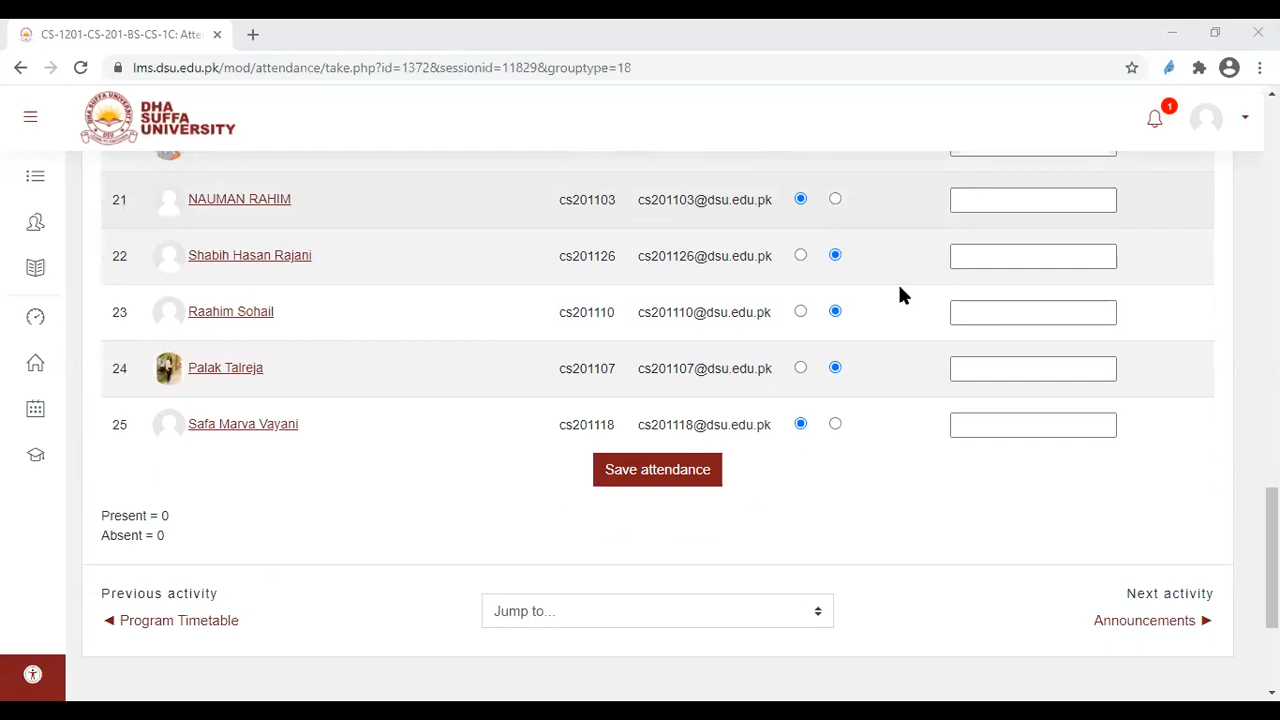 CS-1201-CS-201-BS-CS-1C: Atte
lms.dsu.edu.pk/mod/attendance/take.php?id=1372&sessionid=11829&grouptype=18
DHA
SUFFA
UNIVERSITY
1
21 NAUMAN RAHIM cs201103 cs201103@dsu.edu.pk
22 Shabih Hasan Rajani cs201126 cs201126@dsu.edu.pk
23 Raahim Sohail cs201110 cs201110@dsu.edu.pk
24 Palak Talreja cs201107 cs201107@dsu.edu.pk
25 Safa Marva Vayani cs201118 cs201118@dsu.edu.pk
Save attendance
Present = 0
Absent = 0
Previous activity
◄ Program Timetable
Jump to...
Next activity
Announcements ►